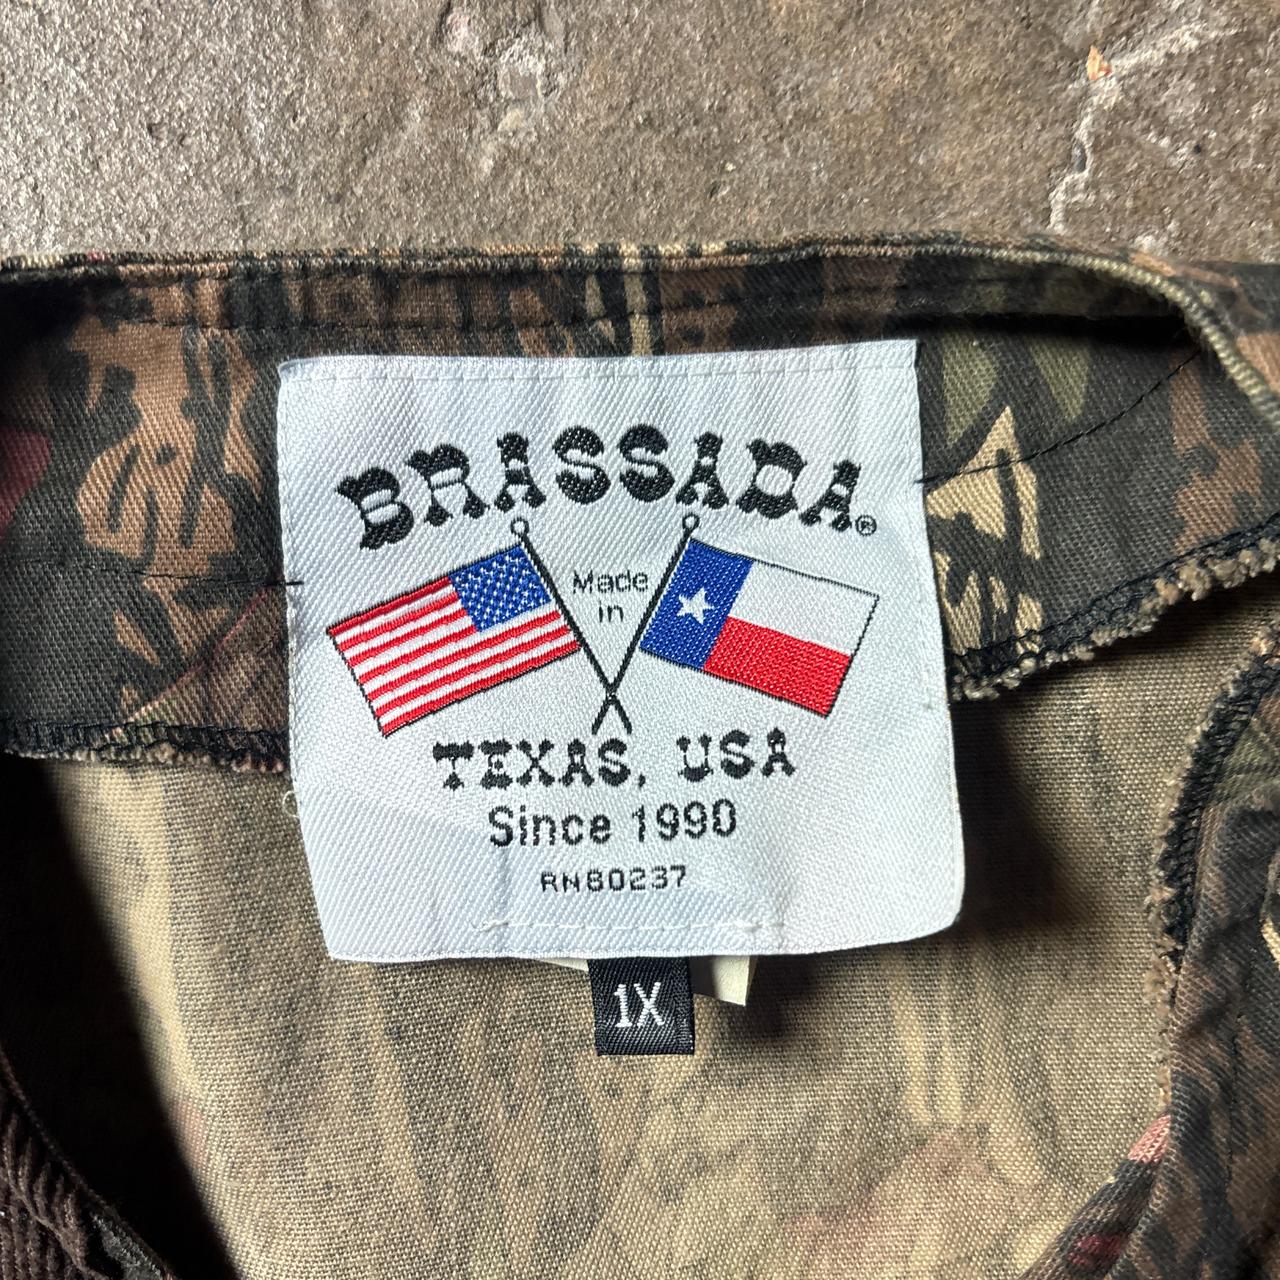 BRASSADA®
Made
in
TEXAS, USA
Since 1990
RN80237
1X